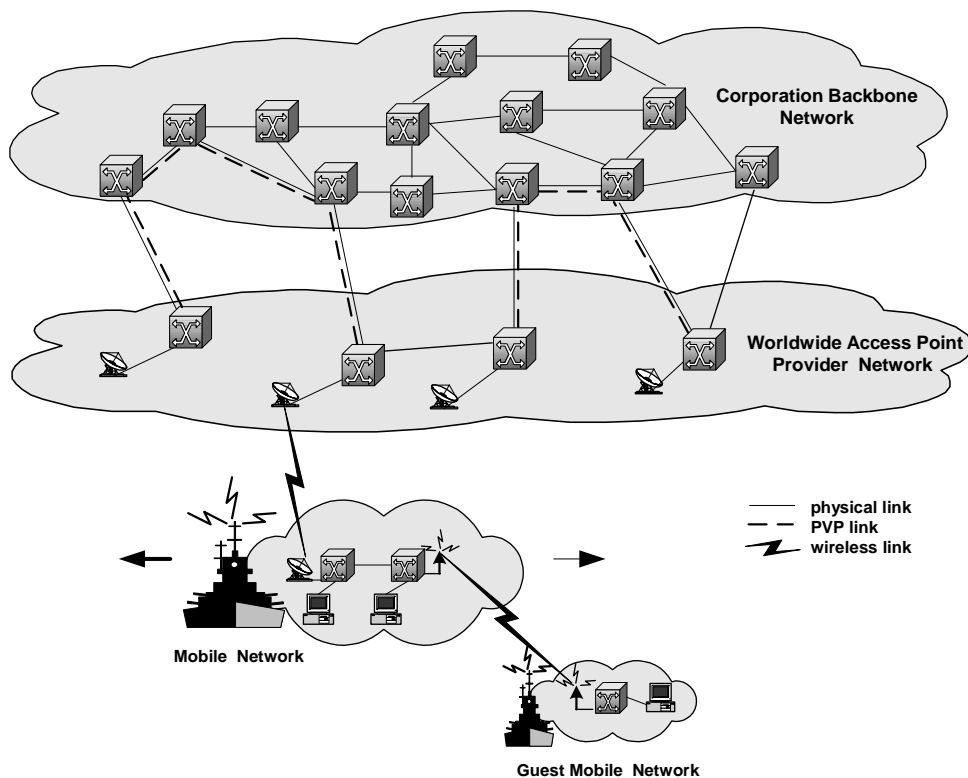 Corporation Backbone
Network
Worldwide Access Point
Provider Network
physical link
PVP link
wireless link
Mobile Network
Guest Mobile Network